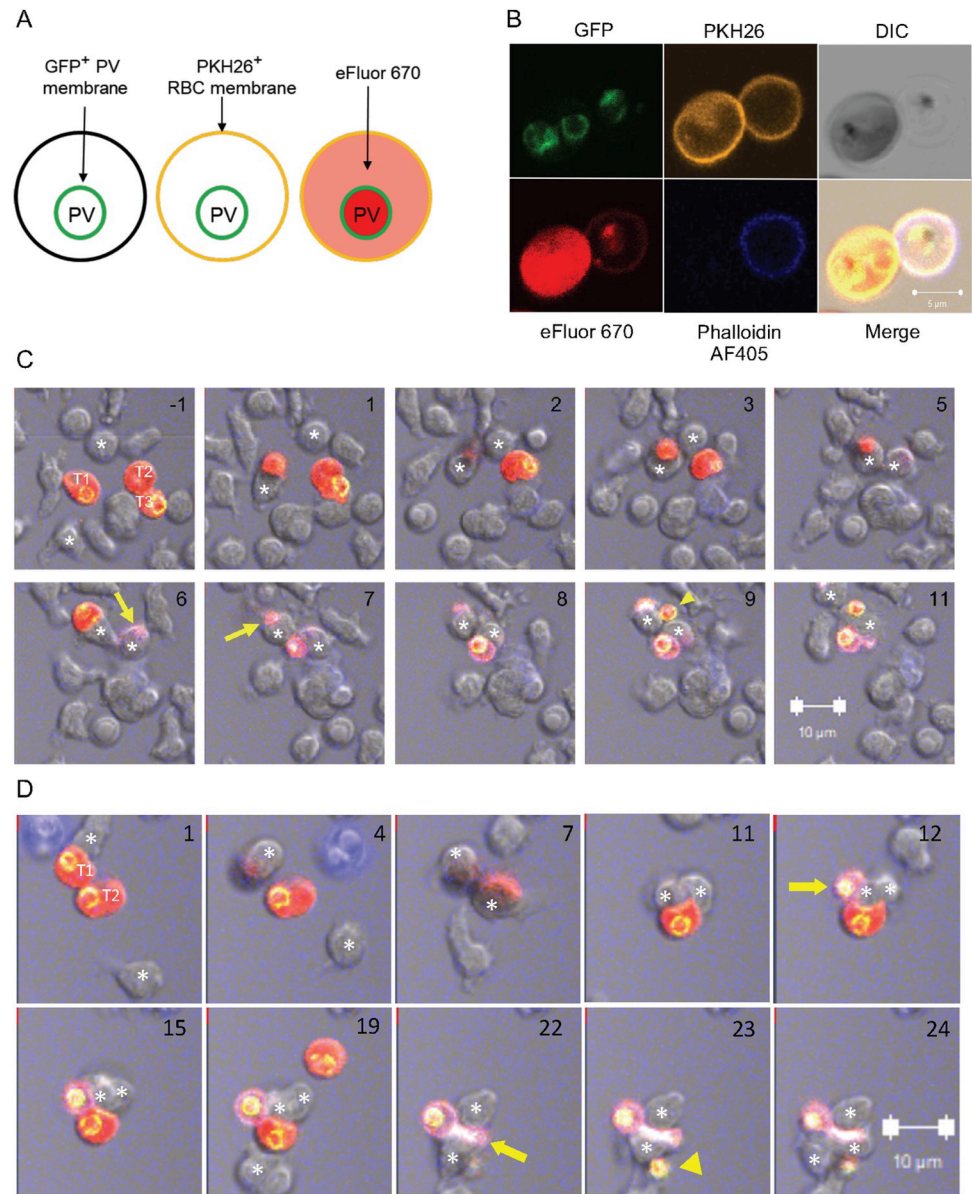 A
GFP+ PV
membrane
PKH26+
RBC membrane
eFluor 670
PV
PV
PV
B
GFP
PKH26
DIC
5 µm
eFluor 670
Phalloidin
AF405
Merge
C
-1
T1
T2
T3
*
*
1
*
*
2
*
*
3
*
*
5
*
*
6
*
*
7
*
*
8
*
*
9
*
*
11
*
*
10 µm
D
1
*
T1
T2
*
4
*
*
7
*
*
11
*
*
12
*
*
15
*
*
19
*
*
*
22
*
*
23
*
*
24
*
*
*
10 µm